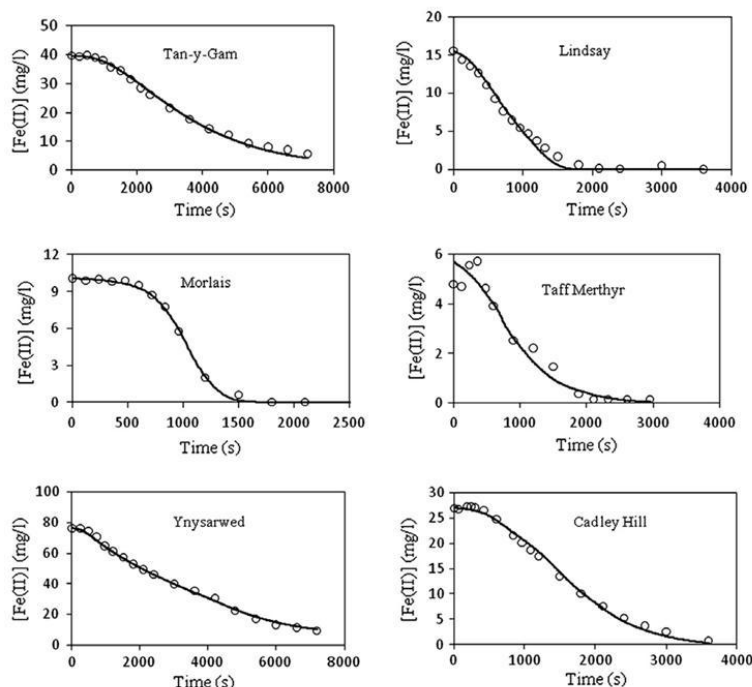 50
40
30
20
10
0
[Fe(II)] (mg/l)
Tan-y-Gam
0 2000 4000 6000 8000
Time (s)
20
15
10
5
0
[Fe(II)] (mg/l)
Lindsay
0 1000 2000 3000 4000
Time (s)
12
9
6
3
0
[Fe(II)] (mg/l)
Morlais
0 500 1000 1500 2000 2500
Time (s)
6
4
2
0
[Fe(II)] (mg/l)
Taff Merthyr
0 1000 2000 3000 4000
Time (s)
100
80
60
40
20
0
[Fe(II)] (mg/l)
Ynysarwed
0 2000 4000 6000 8000
Time (s)
30
25
20
15
10
5
0
[Fe(II)] (mg/l)
Cadley Hill
0 1000 2000 3000 4000
Time (s)